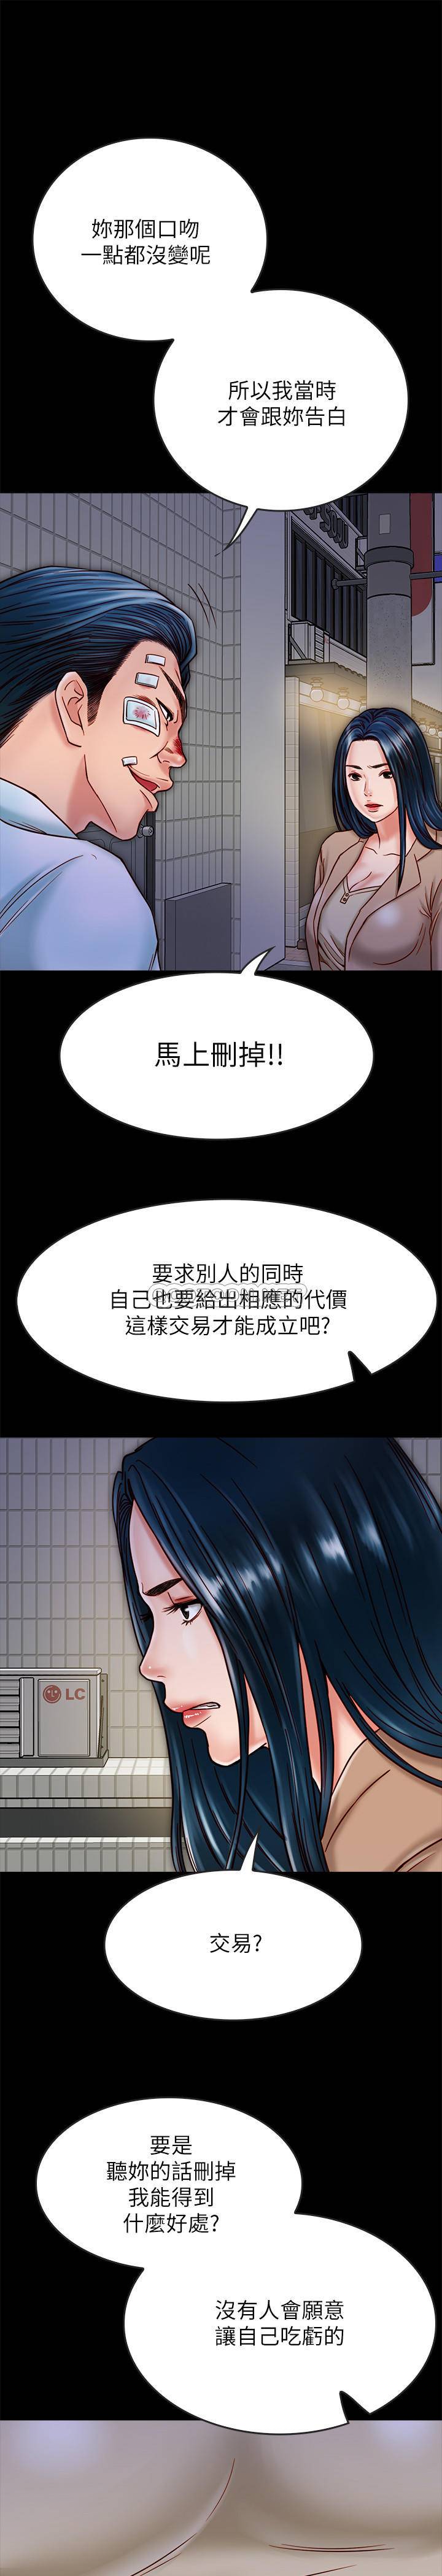 妳那個口吻
一點都沒變呢
所以我當時
才會跟妳告白
馬上刪掉!!
要求別人的同時
自己也要給出相應的代價
這樣交易才能成立吧?
LC
交易?
要是
聽妳的話刪掉
我能得到
什麼好處?
沒有人會願意
讓自己吃虧的